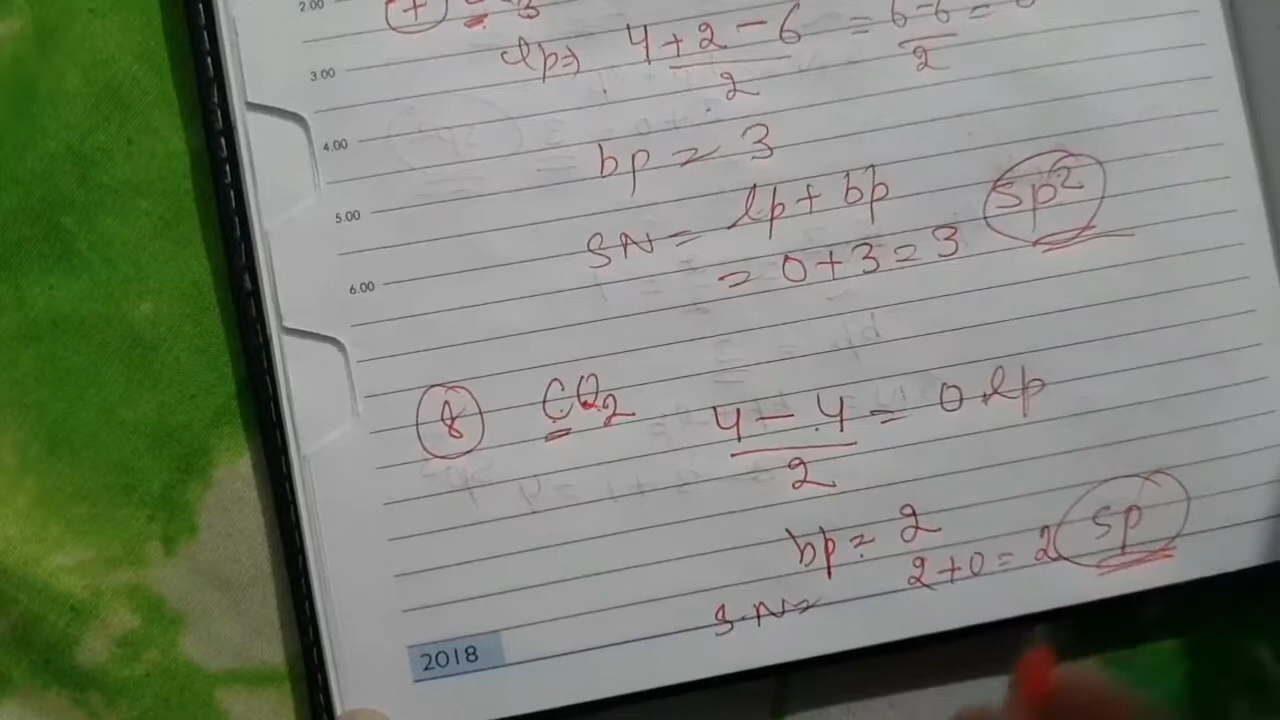 2.00
(+) 3
lp⇒ 4+2-6/2 = 6-6/2 =
3.00
4.00 bp = 3
5.00 SN = lp + bp sp²
6.00 = 0+3=3
8 CO2 4-4/2 = 0 lp
bp = 2
S.N = 2+0=2 sp
2018